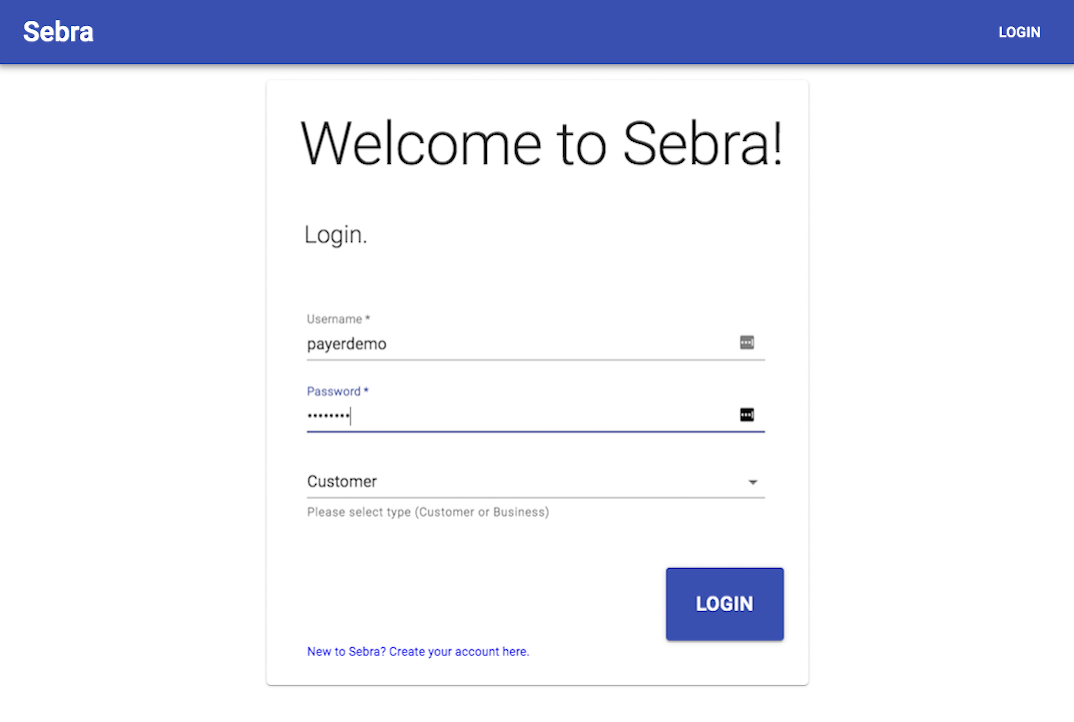 Sebra
LOGIN
Welcome to Sebra!
Login.
Username *
payerdemo
Password *
••••••••
Customer
Please select type (Customer or Business)
LOGIN
New to Sebra? Create your account here.